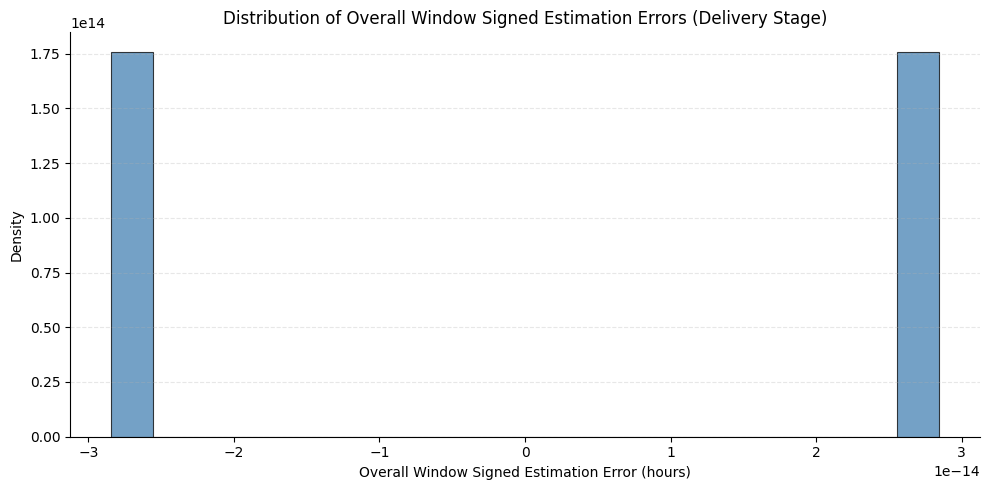 Distribution of Overall Window Signed Estimation Errors (Delivery Stage)
1e14
1.75
1.50
1.25
1.00
0.75
0.50
0.25
0.00
Density
−3 −2 −1 0 1 2 3
1e−14
Overall Window Signed Estimation Error (hours)